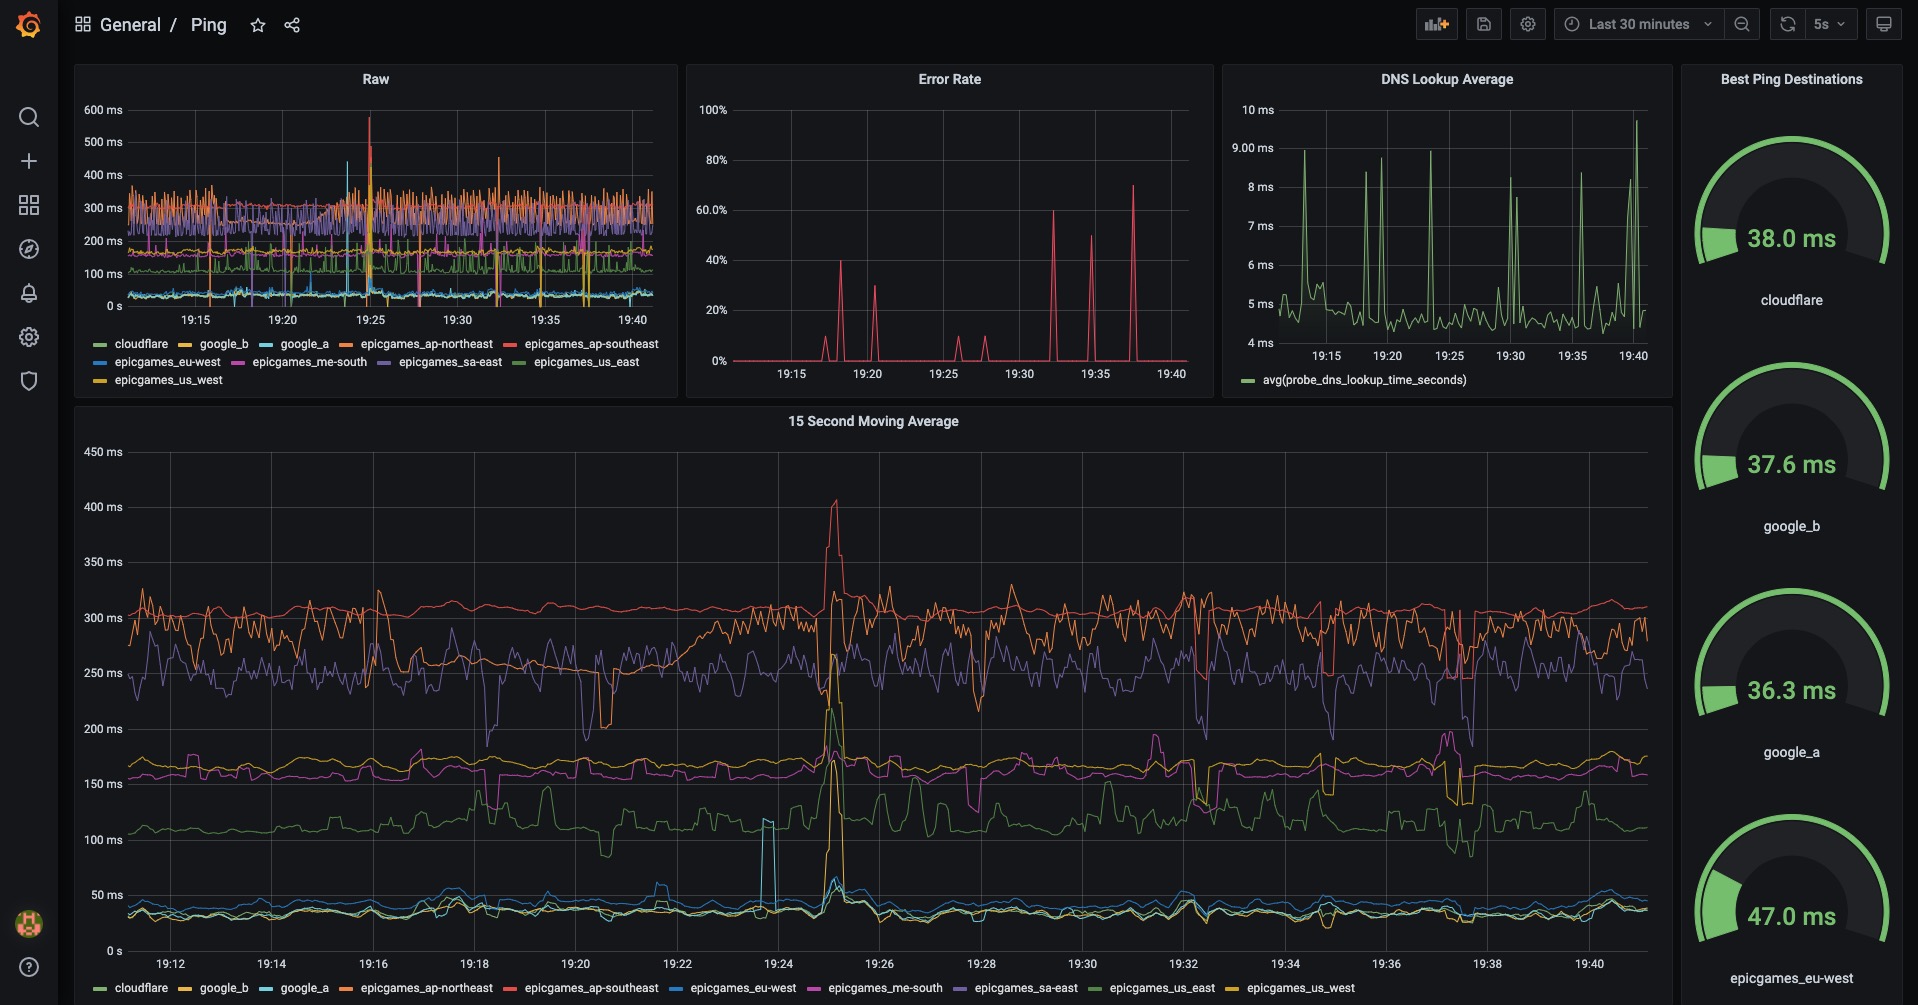 General / Ping
Last 30 minutes
5s
Raw
600 ms
500 ms
400 ms
300 ms
200 ms
100 ms
0 s
19:15 19:20 19:25 19:30 19:35 19:40
cloudflare google_b google_a epicgames_ap-northeast epicgames_ap-southeast
epicgames_eu-west epicgames_me-south epicgames_sa-east epicgames_us_east
epicgames_us_west
Error Rate
100%
80%
60.0%
40%
20%
0%
19:15 19:20 19:25 19:30 19:35 19:40
DNS Lookup Average
10 ms
9.00 ms
8 ms
7 ms
6 ms
5 ms
4 ms
19:15 19:20 19:25 19:30 19:35 19:40
avg(probe_dns_lookup_time_seconds)
Best Ping Destinations
38.0 ms
cloudflare
37.6 ms
google_b
36.3 ms
google_a
47.0 ms
epicgames_eu-west
15 Second Moving Average
450 ms
400 ms
350 ms
300 ms
250 ms
200 ms
150 ms
100 ms
50 ms
0 s
19:12 19:14 19:16 19:18 19:20 19:22 19:24 19:26 19:28 19:30 19:32 19:34 19:36 19:38 19:40
cloudflare google_b google_a epicgames_ap-northeast epicgames_ap-southeast epicgames_eu-west epicgames_me-south epicgames_sa-east epicgames_us_east epicgames_us_west